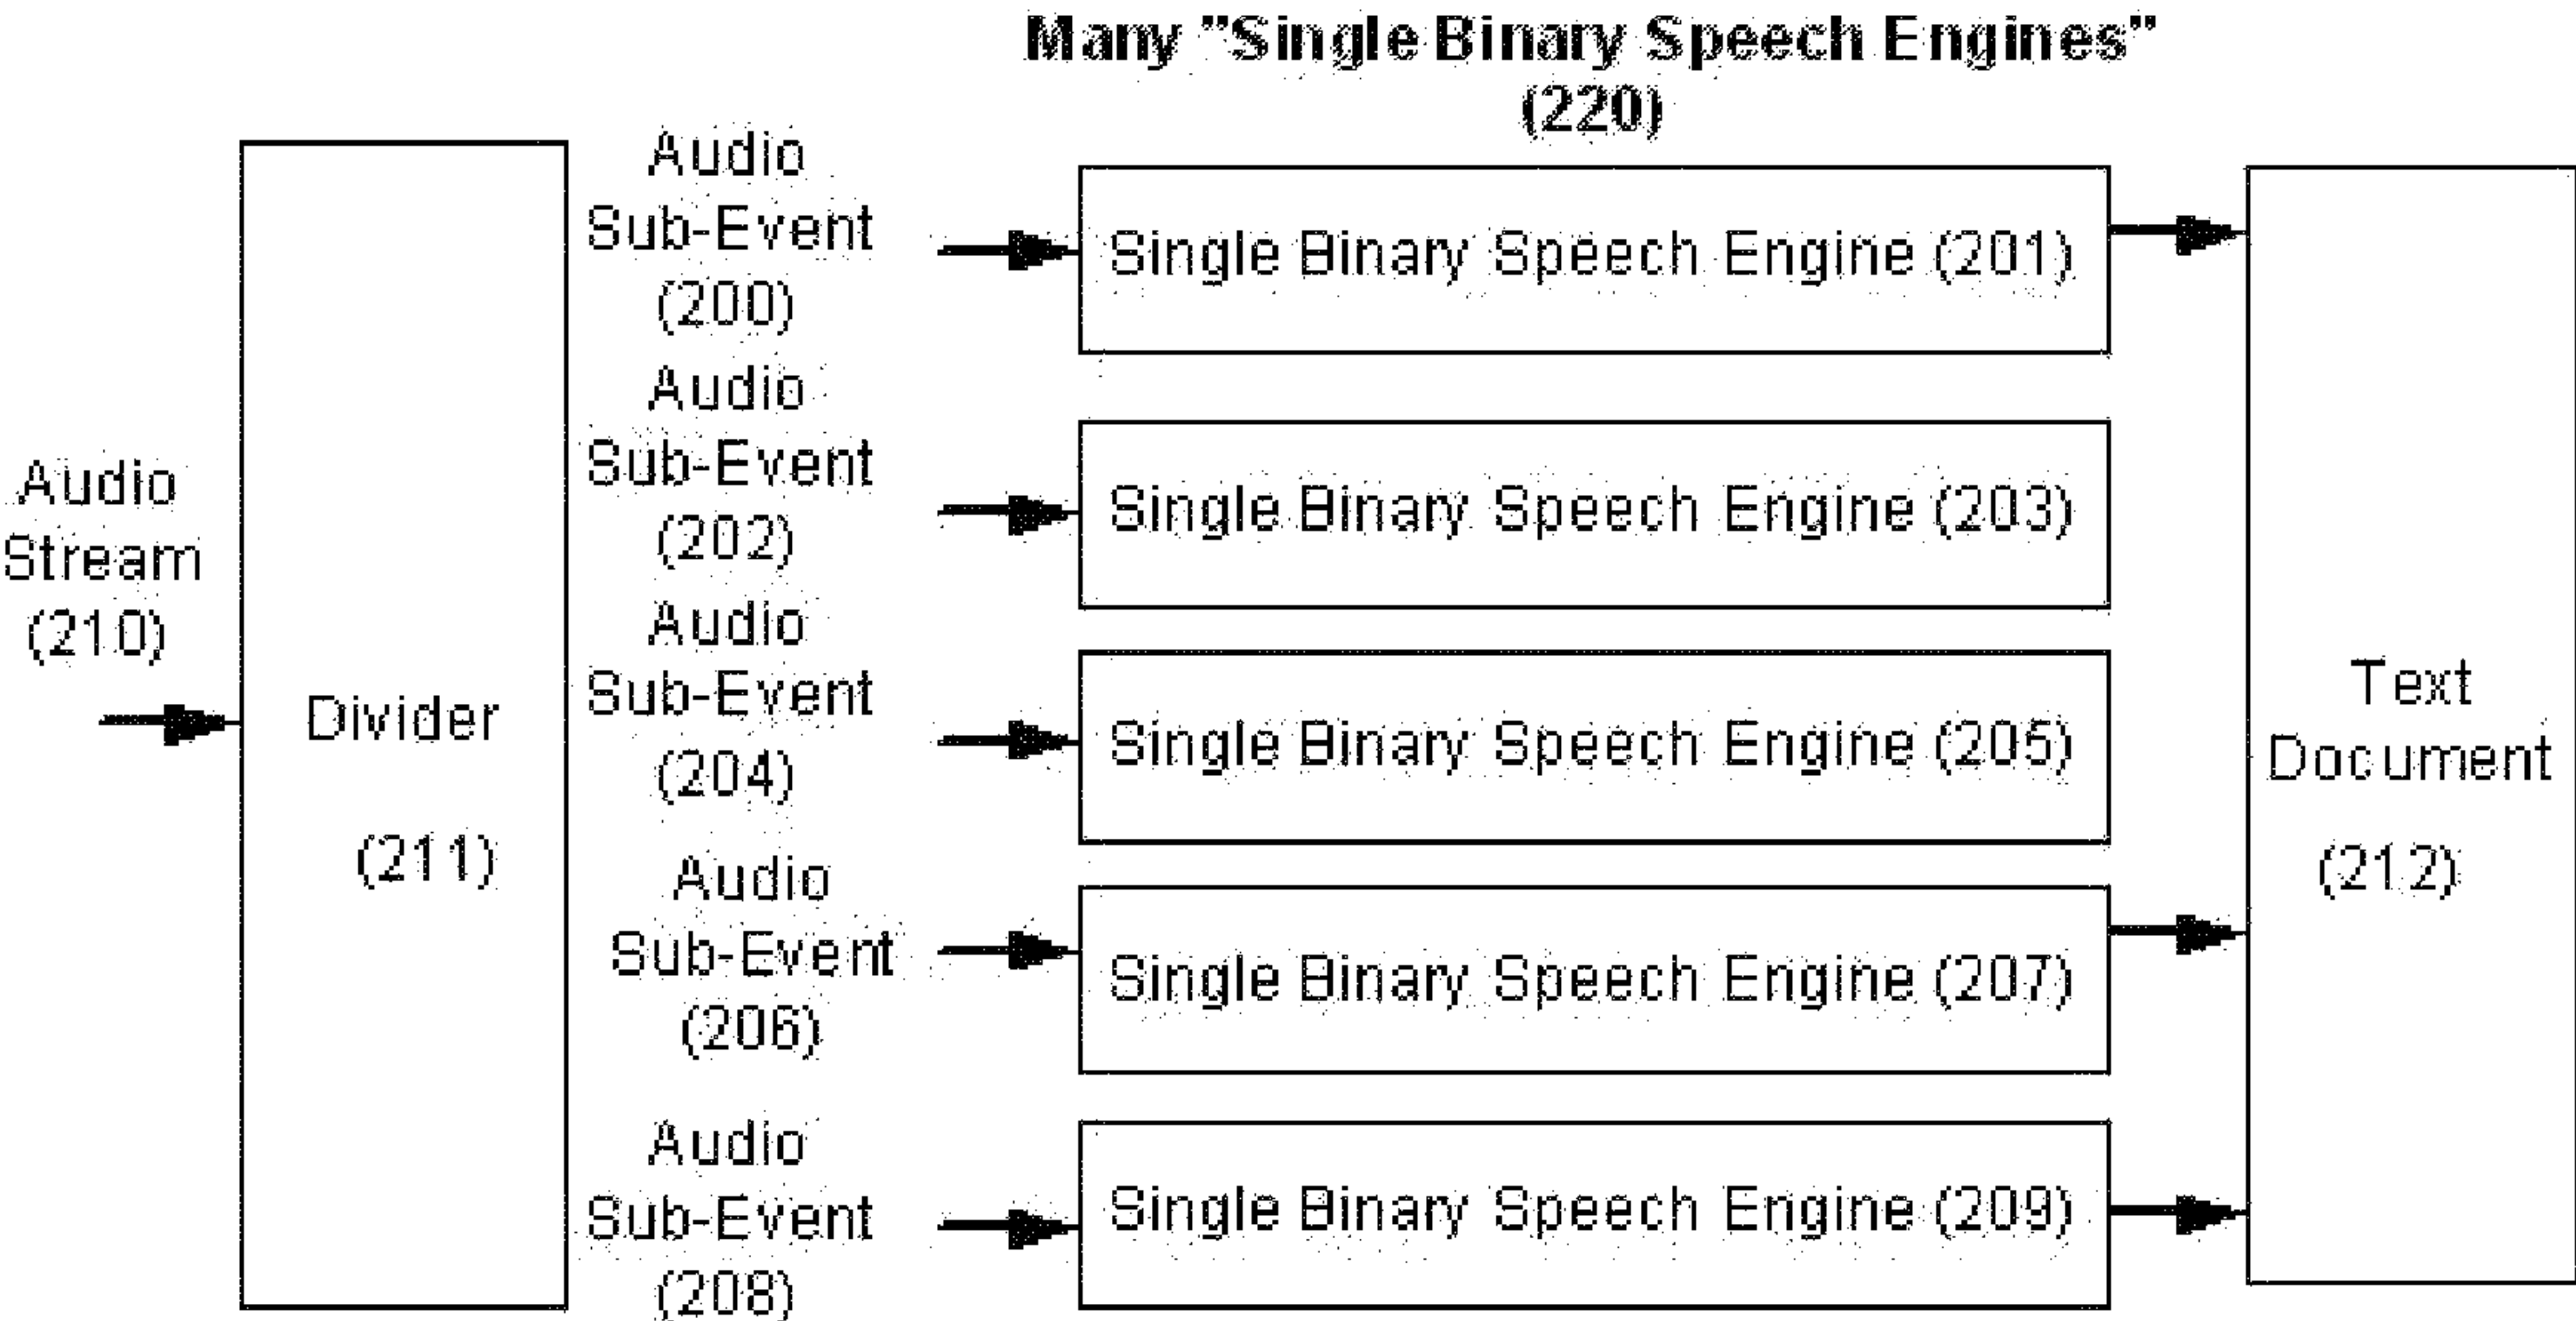 Many "Single Binary Speech Engines"
(220)
Audio
Stream
(210)
Divider
(211)
Audio
Sub-Event
(200)
Single Binary Speech Engine (201)
Audio
Sub-Event
(202)
Single Binary Speech Engine (203)
Audio
Sub-Event
(204)
Single Binary Speech Engine (205)
Audio
Sub-Event
(206)
Single Binary Speech Engine (207)
Audio
Sub-Event
(208)
Single Binary Speech Engine (209)
Text
Document
(212)